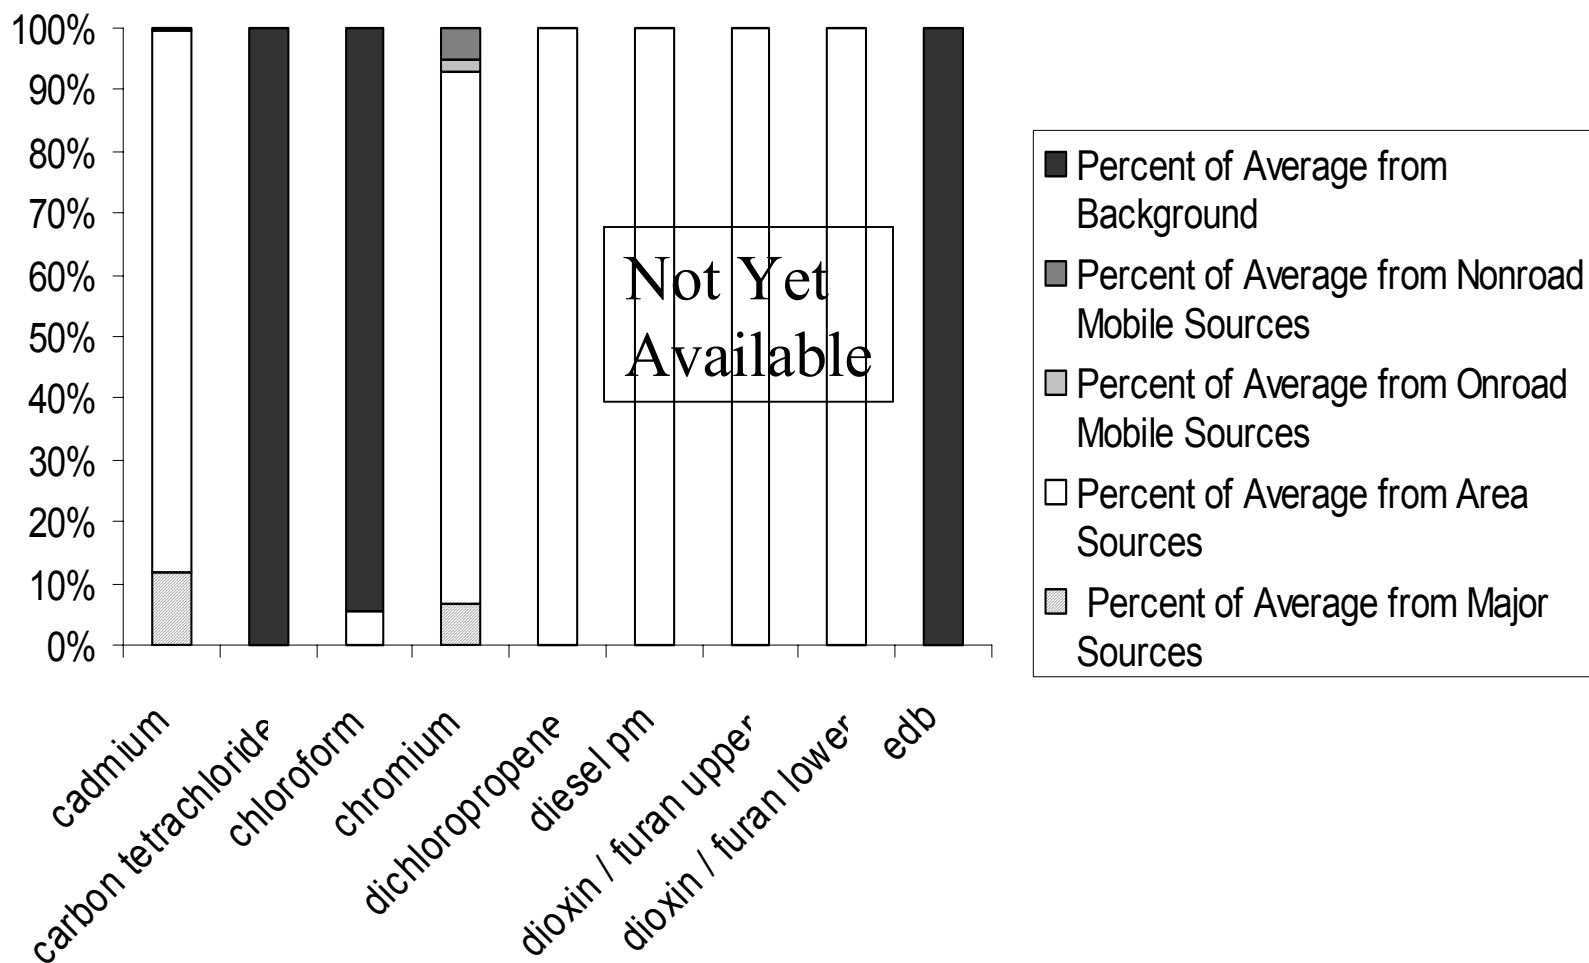 100%
90%
80%
70%
60%
50%
40%
30%
20%
10%
0%
Not Yet
Available
cadmium
carbon tetrachloride
chloroform
chromium
dichloropropene
diesel pm
dioxin / furan upper
dioxin / furan lower
edb
Percent of Average from
Background
Percent of Average from Nonroad
Mobile Sources
Percent of Average from Onroad
Mobile Sources
Percent of Average from Area
Sources
Percent of Average from Major
Sources